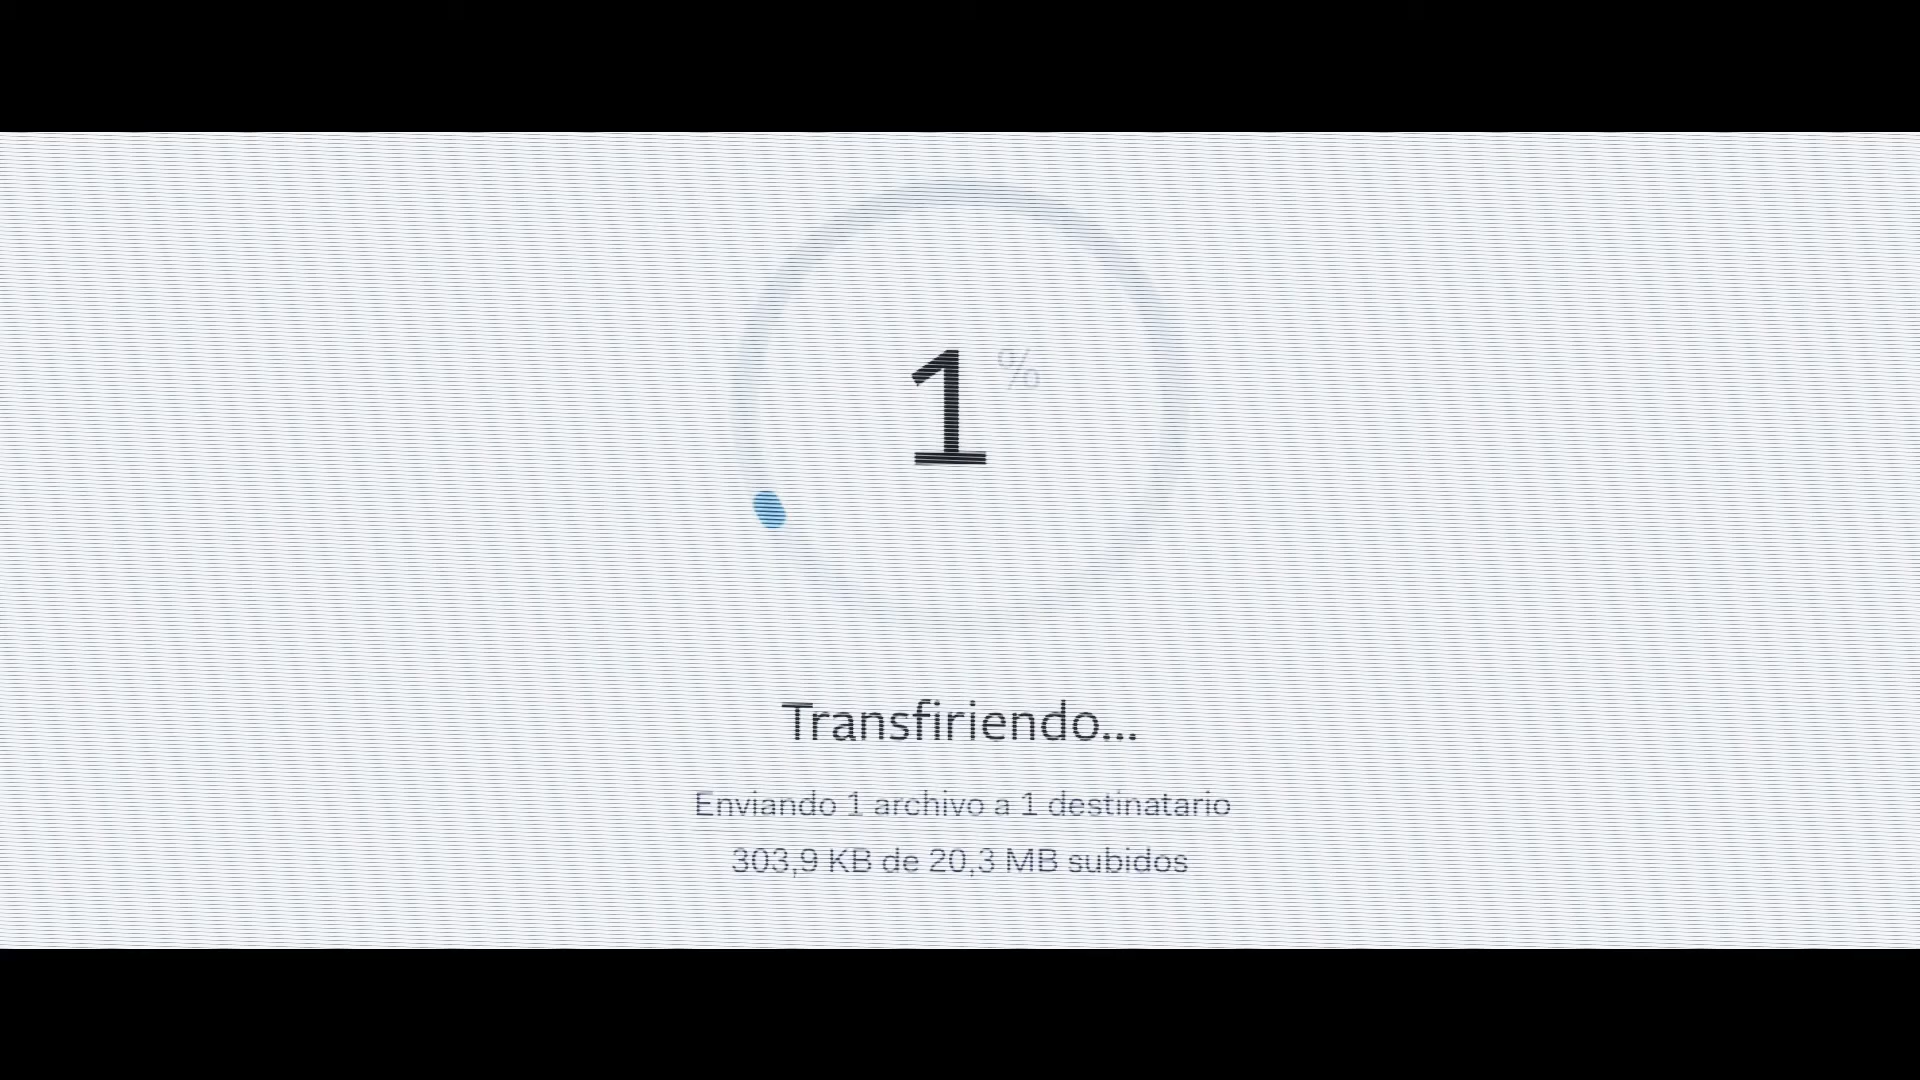 1 %
Transfiriendo...
Enviando 1 archivo a 1 destinatario
303,9 KB de 20,3 MB subidos